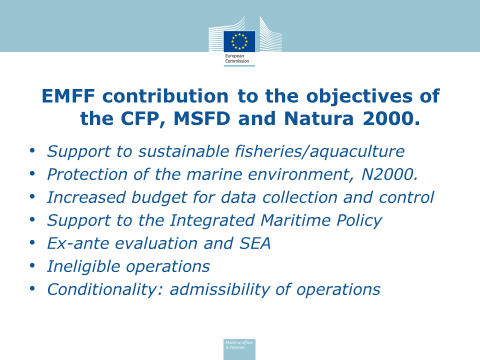 European
Commission
EMFF contribution to the objectives of
the CFP, MSFD and Natura 2000.
• Support to sustainable fisheries/aquaculture
• Protection of the marine environment, N2000.
• Increased budget for data collection and control
• Support to the Integrated Maritime Policy
• Ex-ante evaluation and SEA
• Ineligible operations
• Conditionality: admissibility of operations